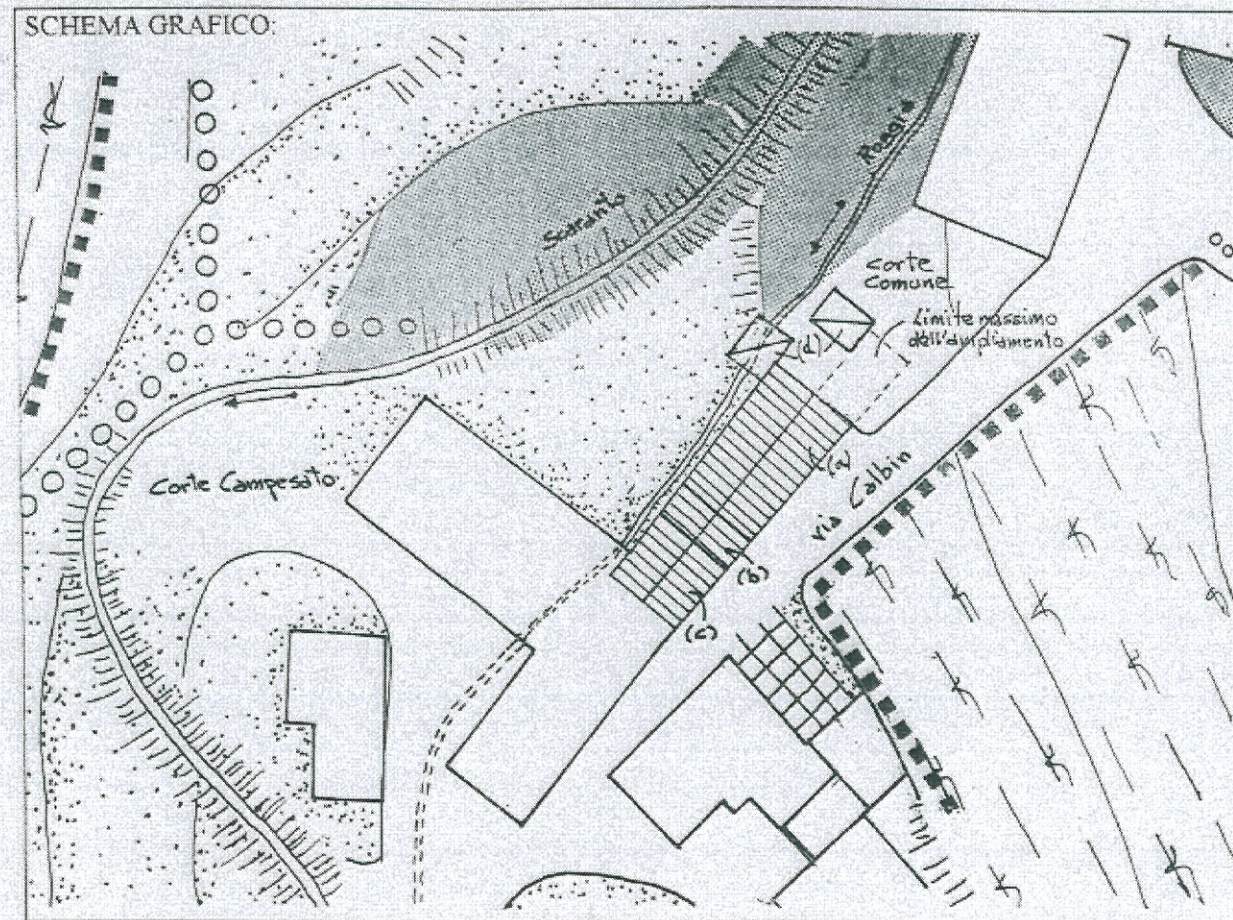 SCHEMA GRAFICO:
Roggia
Scaranto
Corte
Comune
Limite massimo
dell'ampliamento
(d)
Corte Campesato
(a)
via Calbin
(b)
(c)